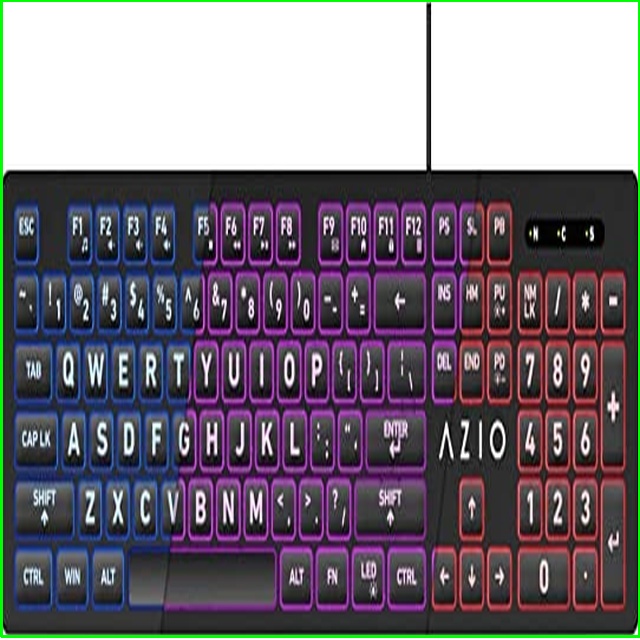 ESC F1 F2 F3 F4 F5 F6 F7 F8 F9 F10 F11 F12 PS SL PB N C S
~ ` ! 1 @ 2 # 3 $ 4 % 5 ^ 6 & 7 * 8 ( 9 ) 0 _ - + = ← INS HM PU NM LK / * -
TAB Q W E R T Y U I O P { [ } ] | \ DEL END PD 7 8 9 +
CAP LK A S D F G H J K L : ; " ' ENTER AZIO 4 5 6
SHIFT ↑ Z X C V B N M < , > . ? / SHIFT ↑ ↑ 1 2 3 ↵
CTRL WIN ALT ALT FN LED CTRL ← ↓ → 0 .